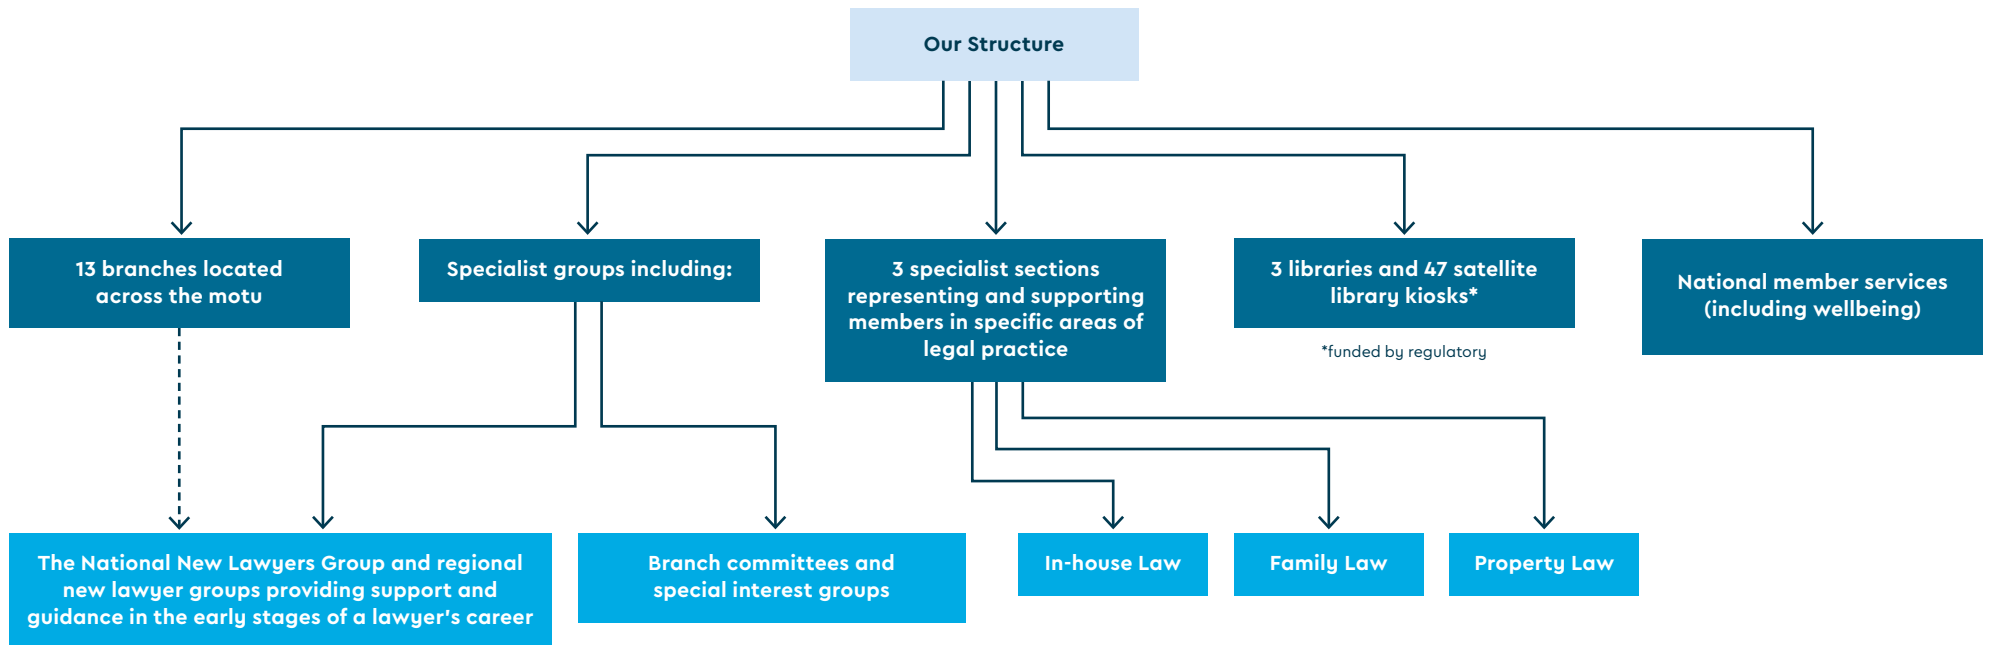 Our Structure
13 branches located
across the motu
Specialist groups including:
3 specialist sections
representing and supporting
members in specific areas of
legal practice
3 libraries and 47 satellite
library kiosks*
*funded by regulatory
National member services
(including wellbeing)
The National New Lawyers Group and regional
new lawyer groups providing support and
guidance in the early stages of a lawyer's career
Branch committees and
special interest groups
In-house Law
Family Law
Property Law